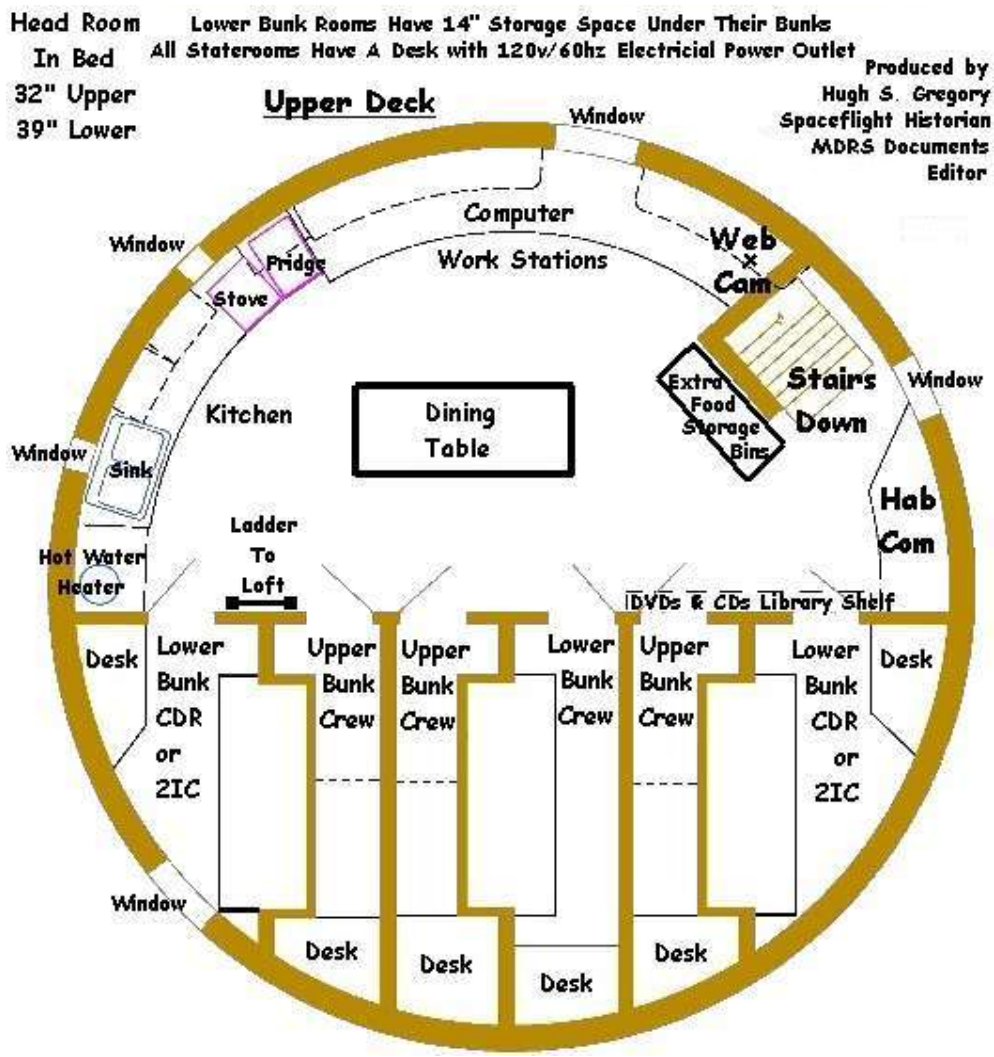 Head Room
In Bed
32" Upper
39" Lower
Lower Bunk Rooms Have 14" Storage Space Under Their Bunks
All Staterooms Have A Desk with 120v/60hz Electricial Power Outlet
Produced by
Hugh S. Gregory
Spaceflight Historian
MDRS Documents
Editor
Upper Deck
Window
Computer
Work Stations
Web
x
Cam
Window
Fridge
Stove
Stairs
Down
Window
Extra
Food
Storage
Bins
Kitchen
Dining
Table
Window
Sink
Hab
Com
Ladder
To
Loft
Hot Water
Heater
DVDs & CDs Library Shelf
Desk
Lower
Bunk
CDR
or
2IC
Upper
Bunk
Crew
Upper
Bunk
Crew
Lower
Bunk
Crew
Upper
Bunk
Crew
Lower
Bunk
CDR
or
2IC
Desk
Window
Desk
Desk
Desk
Desk